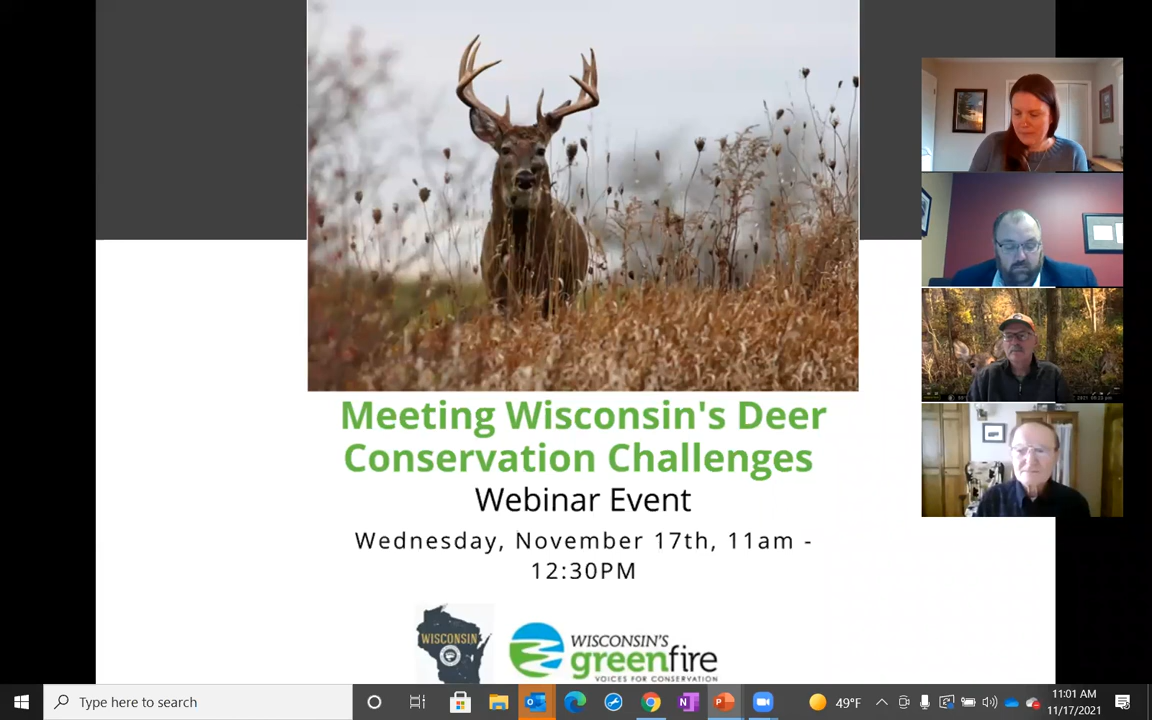 Meeting Wisconsin's Deer
Conservation Challenges
Webinar Event
Wednesday, November 17th, 11am -
12:30PM
WISCONSIN
WISCONSIN'S
greenfire
VOICES FOR CONSERVATION
Type here to search
49°F
11:01 AM
11/17/2021